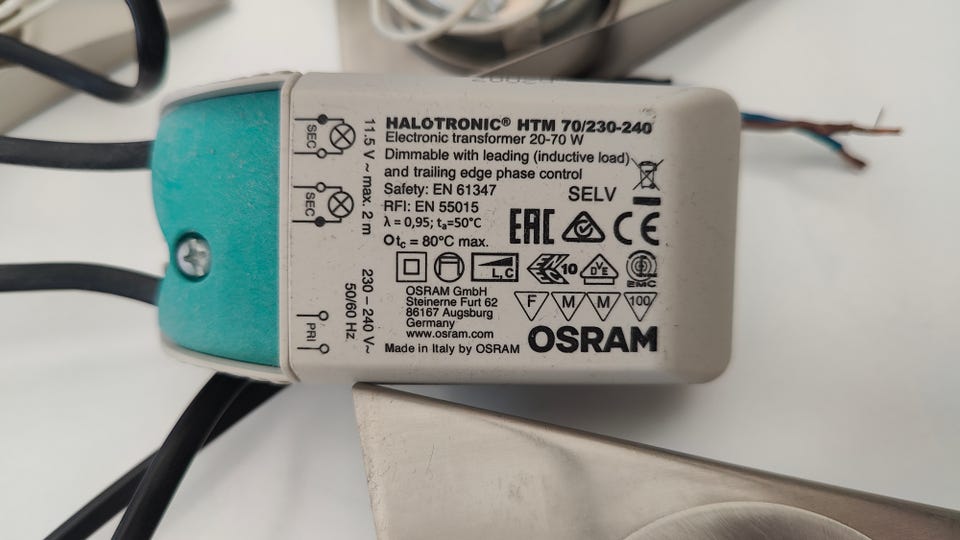 HALOTRONIC® HTM 70/230-240
Electronic transformer 20-70 W
Dimmable with leading (inductive load)
and trailing edge phase control
Safety: EN 61347
SELV
RFI: EN 55015
λ = 0,95; ta=50°C
tc = 80°C max.
EAC
CE
L,C
10
VDE
EMC
OSRAM GmbH
Steinerne Furt 62
86167 Augsburg
Germany
www.osram.com
F
M
M
100
Made in Italy by OSRAM
OSRAM
11.5 V ~ max. 2 m
SEC
SEC
230 – 240 V~
50/60 Hz
PRI